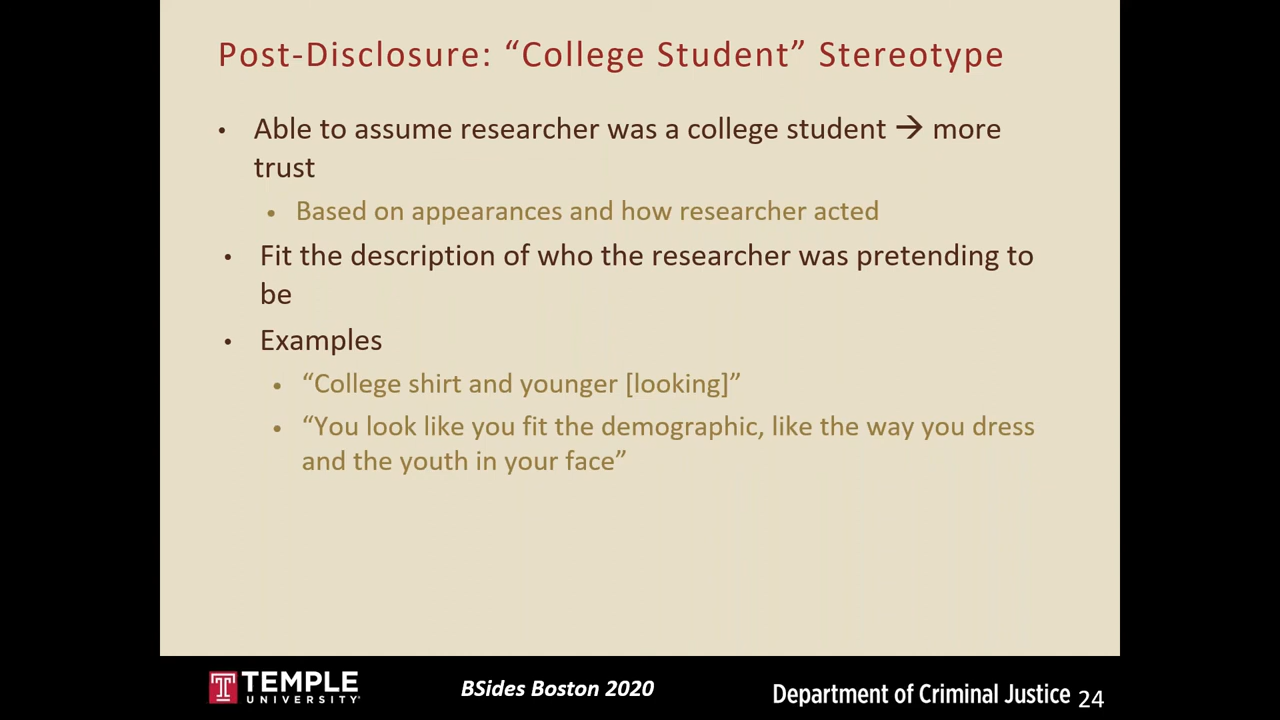 Post-Disclosure: “College Student” Stereotype
• Able to assume researcher was a college student → more
trust
• Based on appearances and how researcher acted
• Fit the description of who the researcher was pretending to
be
• Examples
• “College shirt and younger [looking]”
• “You look like you fit the demographic, like the way you dress
and the youth in your face”
T TEMPLE
UNIVERSITY
BSides Boston 2020
Department of Criminal Justice 24